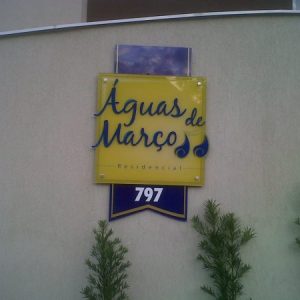 Águas de
Março
Residencial
797